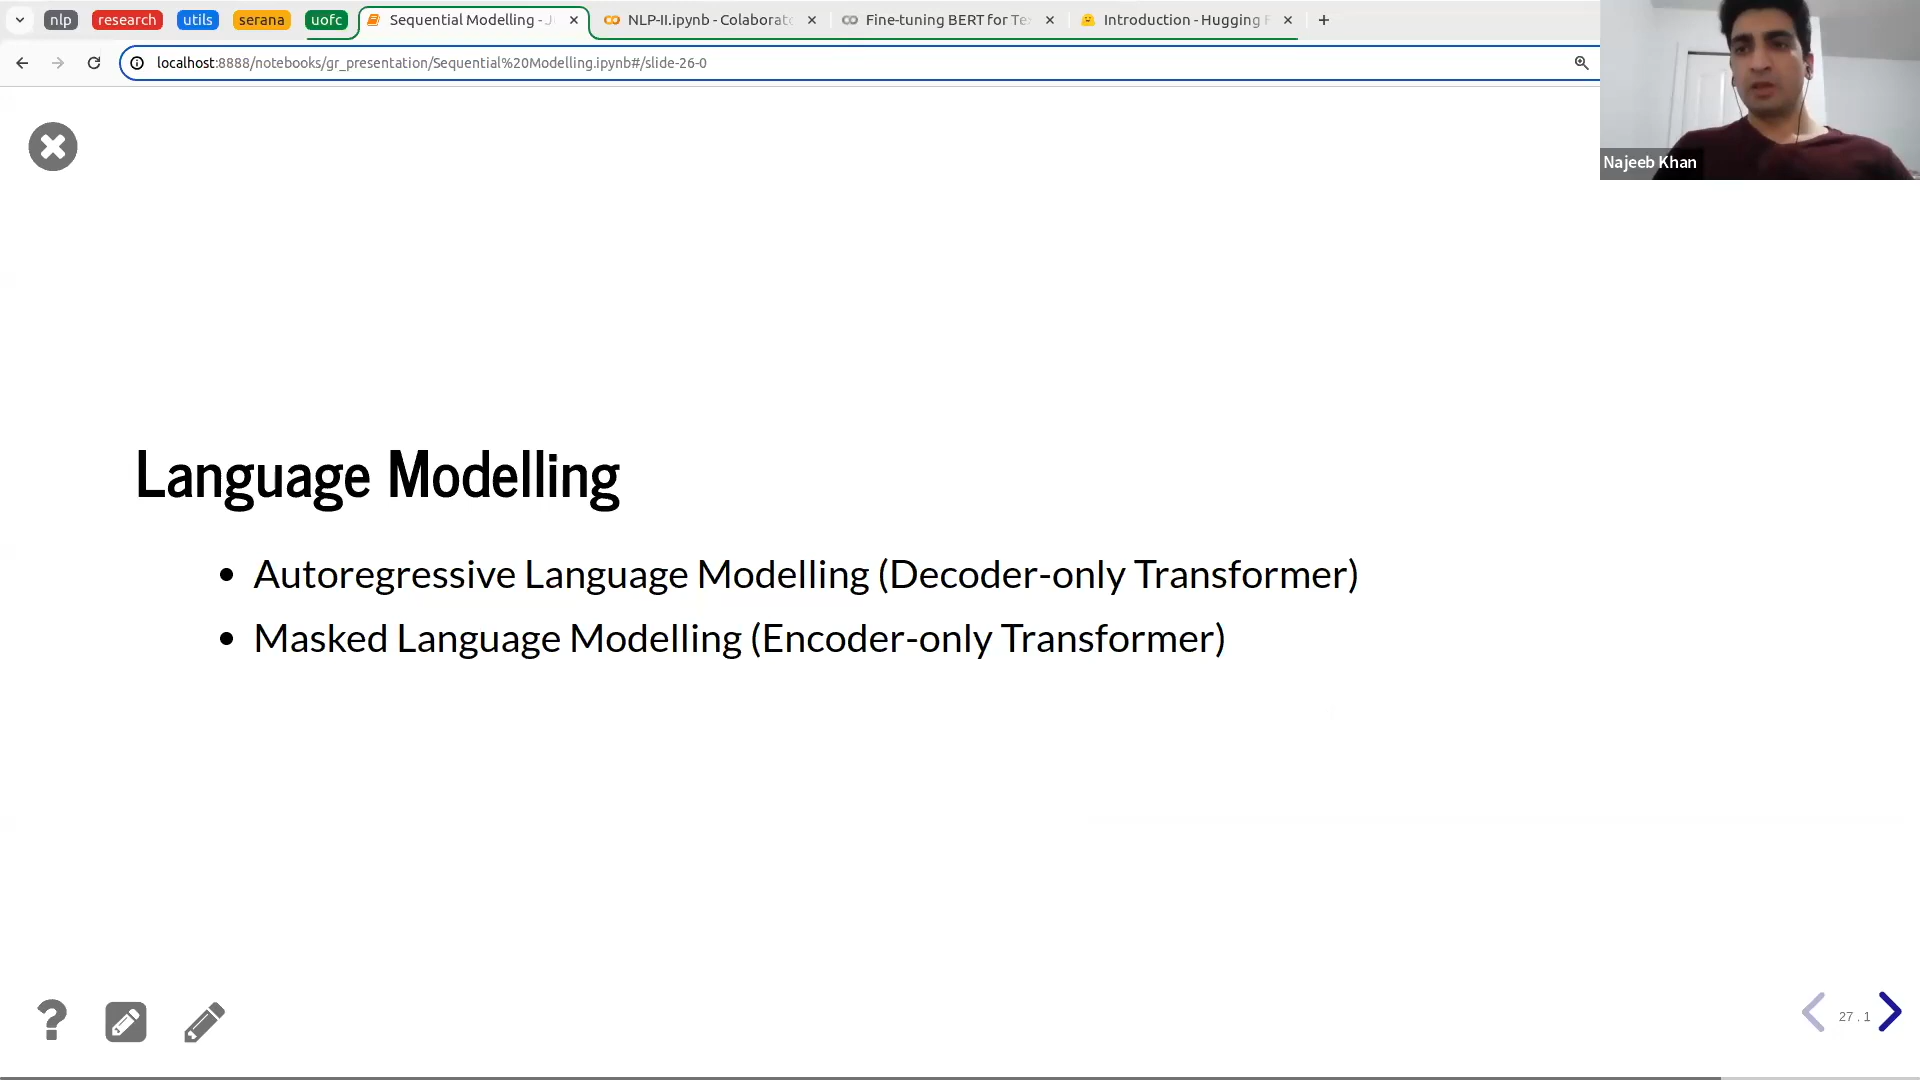 nlp research utils serana uofc Sequential Modelling - J NLP-II.ipynb - Colaborat Fine-tuning BERT for Te Introduction - Hugging F
localhost:8888/notebooks/gr_presentation/Sequential%20Modelling.ipynb#/slide-26-0
Najeeb Khan
Language Modelling
• Autoregressive Language Modelling (Decoder-only Transformer)
• Masked Language Modelling (Encoder-only Transformer)
27 . 1